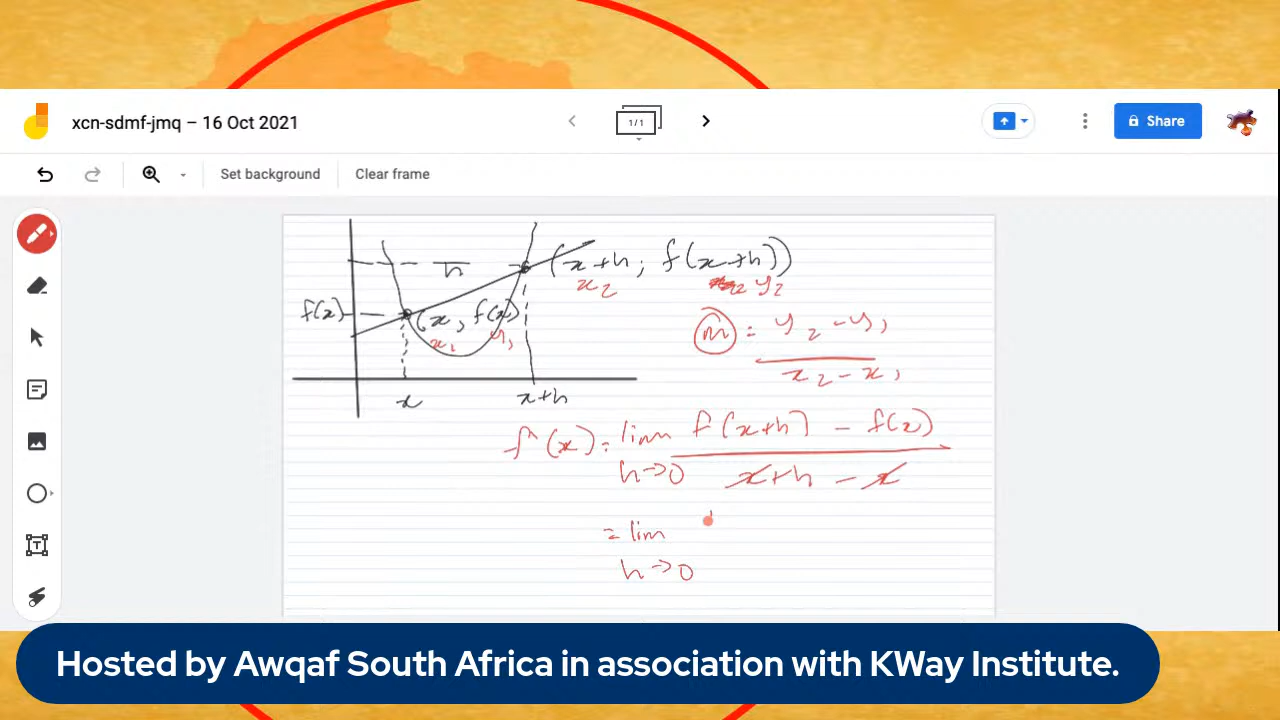 xcn-sdmf-jmq – 16 Oct 2021
1/1
Share
Set background
Clear frame
h
(x+h; f(x+h))
x₂ y₂
f(x)
(x, f(x)
x₁ y₁
m = y₂ - y₁
x₂ - x₁
x
x+h
f'(x) = lim f(x+h) - f(x)
h→0 x+h - x
= lim
h→0
Hosted by Awqaf South Africa in association with KWay Institute.